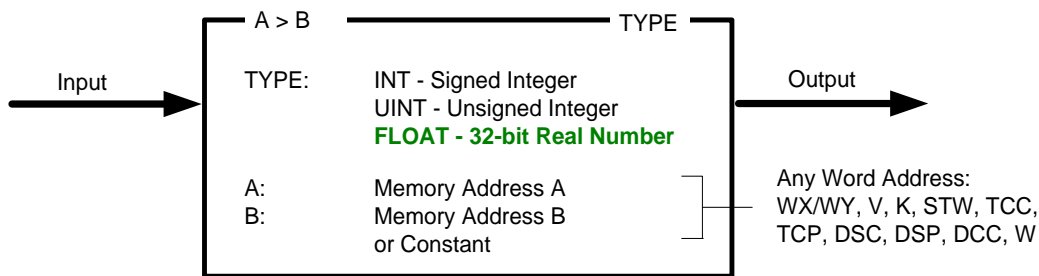 A > B TYPE
Input
TYPE: INT - Signed Integer
UINT - Unsigned Integer
FLOAT - 32-bit Real Number
Output
A: Memory Address A
B: Memory Address B
or Constant
Any Word Address:
WX/WY, V, K, STW, TCC,
TCP, DSC, DSP, DCC, W